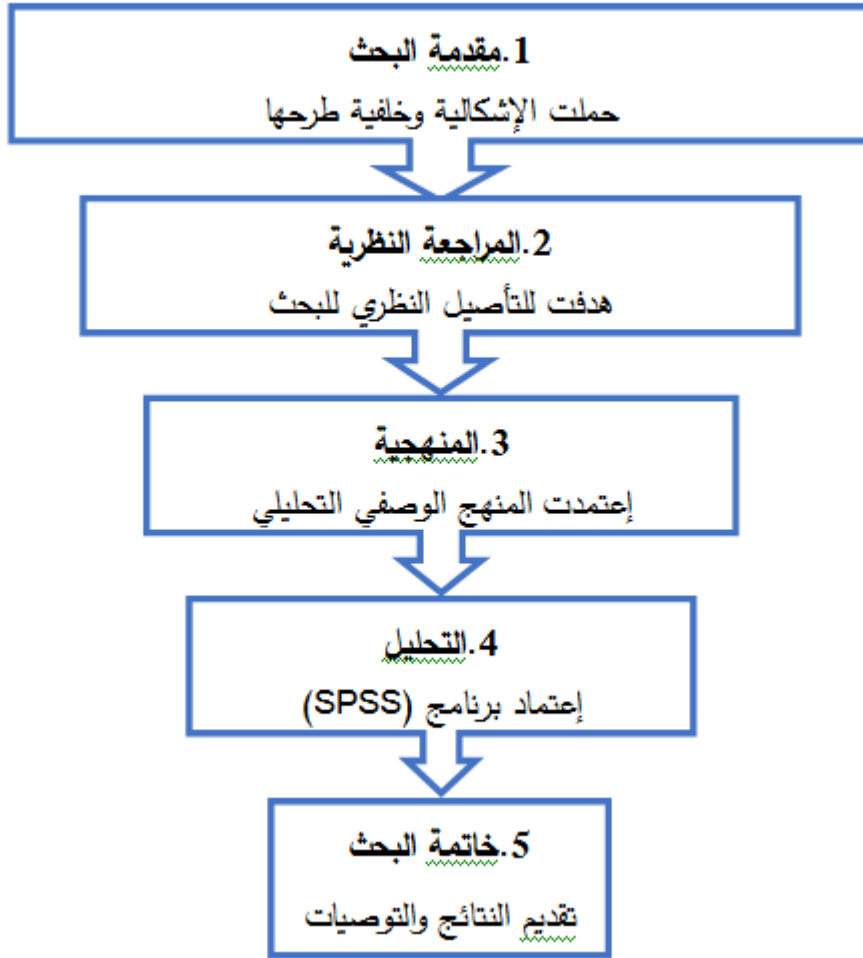 1.مقدمة البحث
حملت الإشكالية وخلفية طرحها
2.المراجعة النظرية
هدفت للتأصيل النظري للبحث
3.المنهجية
إعتمدت المنهج الوصفي التحليلي
4.التحليل
إعتماد برنامج (SPSS)
5.خاتمة البحث
تقديم النتائج والتوصيات